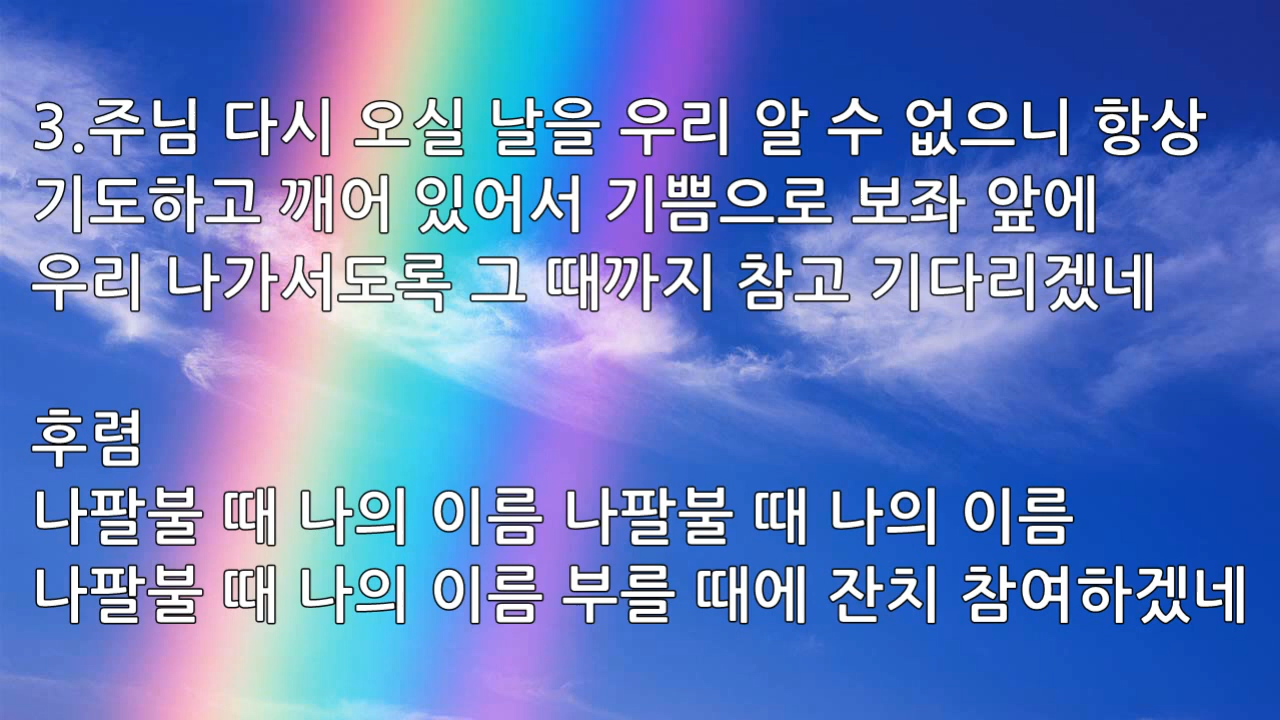 3.주님 다시 오실 날을 우리 알 수 없으니 항상
기도하고 깨어 있어서 기쁨으로 보좌 앞에
우리 나가서도록 그 때까지 참고 기다리겠네
후렴
나팔불 때 나의 이름 나팔불 때 나의 이름
나팔불 때 나의 이름 부를 때에 잔치 참여하겠네